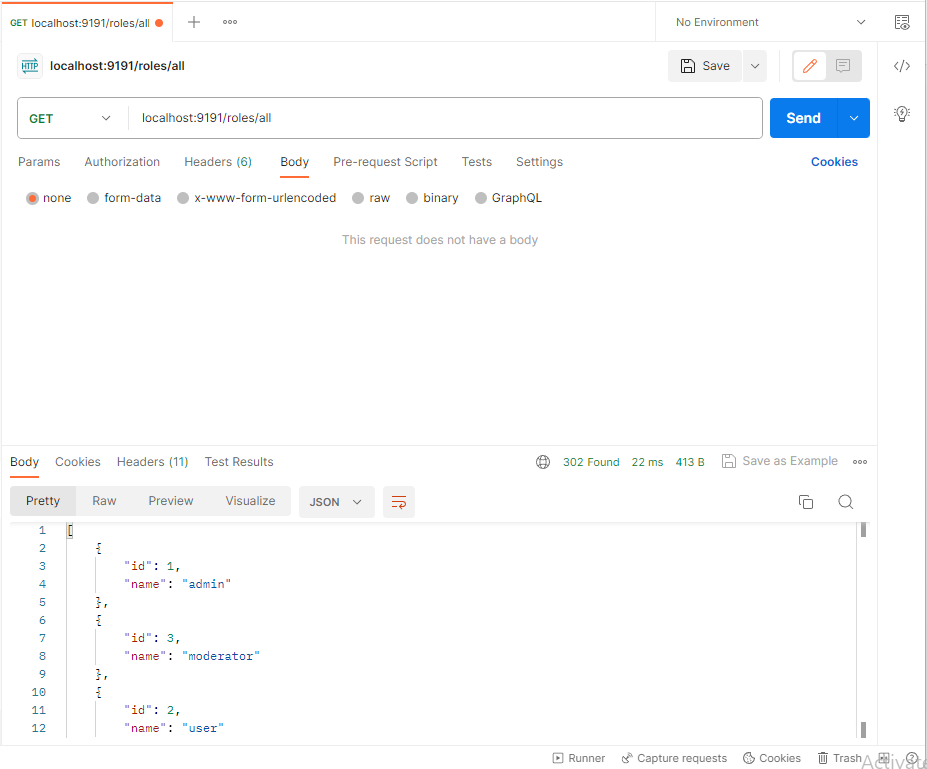 GET localhost:9191/roles/all
No Environment
HTTP localhost:9191/roles/all
Save
GET localhost:9191/roles/all Send
Params Authorization Headers (6) Body Pre-request Script Tests Settings Cookies
none form-data x-www-form-urlencoded raw binary GraphQL
This request does not have a body
Body Cookies Headers (11) Test Results 302 Found 22 ms 413 B Save as Example
Pretty Raw Preview Visualize JSON
1 [
2 {
3 "id": 1,
4 "name": "admin"
5 },
6 {
7 "id": 3,
8 "name": "moderator"
9 },
10 {
11 "id": 2,
12 "name": "user"
Runner Capture requests Cookies Trash
Activate